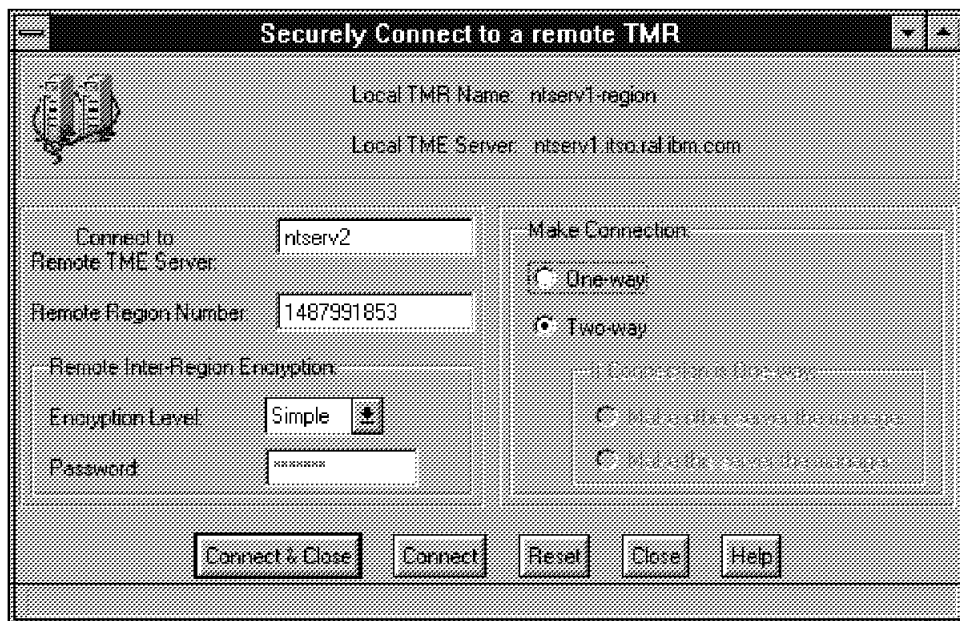 Securely Connect to a remote TMR
Local TMR Name: ntserv1-region
Local TME Server: ntserv1.itso.ral.ibm.com
Connect to
Remote TME Server:
ntserv2
Remote Region Number:
1487991853
Remote Inter-Region Encryption:
Encryption Level:
Simple
Password:
*******
Make Connection:
One-way
Two-way
Connect & Close
Connect
Reset
Close
Help